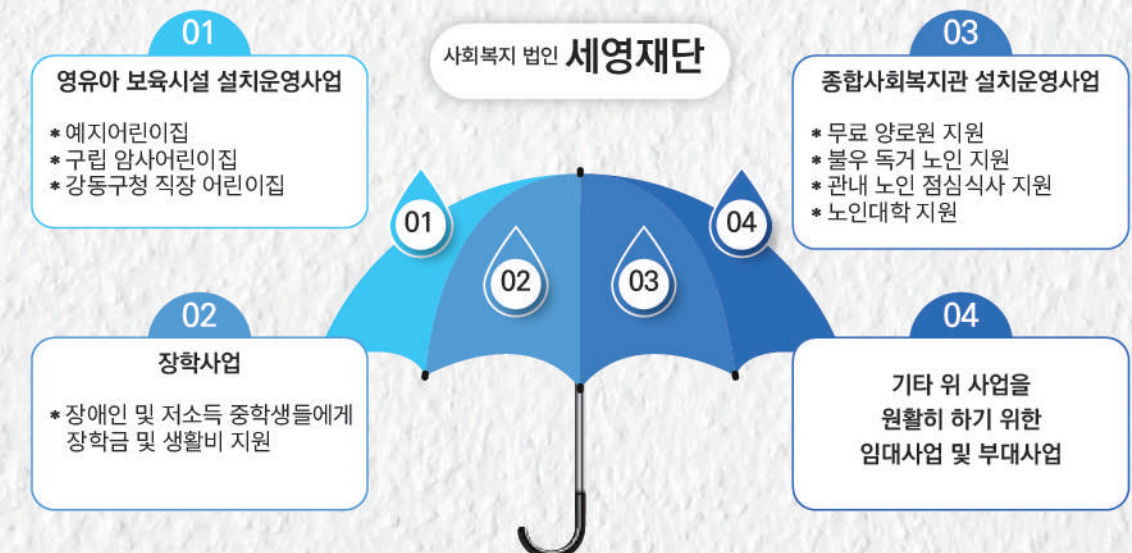 사회복지 법인 세영재단
01
영유아 보육시설 설치운영사업
* 예지어린이집
* 구립 암사어린이집
* 강동구청 직장 어린이집
02
장학사업
* 장애인 및 저소득 중학생들에게
장학금 및 생활비 지원
03
종합사회복지관 설치운영사업
* 무료 양로원 지원
* 불우 독거 노인 지원
* 관내 노인 점심식사 지원
* 노인대학 지원
04
기타 위 사업을
원활히 하기 위한
임대사업 및 부대사업
01
02
03
04